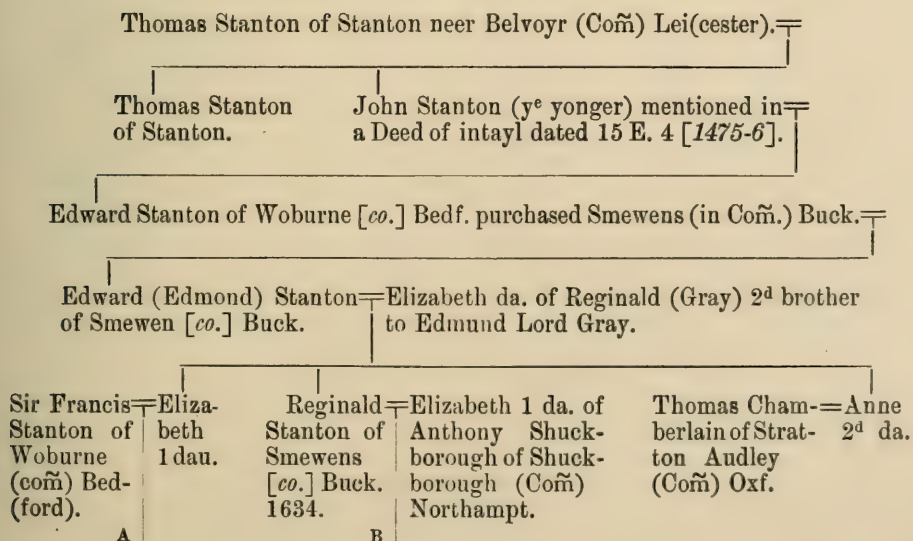 Thomas Stanton of Stanton neer Belvoyr (Com̃) Lei(cester).
Thomas Stanton
of Stanton.
John Stanton (yᵉ yonger) mentioned in
a Deed of intayl dated 15 E. 4 [1475-6].
Edward Stanton of Woburne [co.] Bedf. purchased Smewens (in Com̃.) Buck.
Edward (Edmond) Stanton
of Smewen [co.] Buck.
Elizabeth da. of Reginald (Gray) 2ᵈ brother
to Edmund Lord Gray.
Sir Francis
Stanton of
Woburne
(com̃) Bed-
(ford).
Eliza-
beth
1 dau.
Reginald
Stanton of
Smewens
[co.] Buck.
1634.
Elizabeth 1 da. of
Anthony Shuck-
borough of Shuck-
borough (Com̃)
Northampt.
Thomas Cham-
berlain of Strat-
ton Audley
(Com̃) Oxf.
Anne
2ᵈ da.
A
B